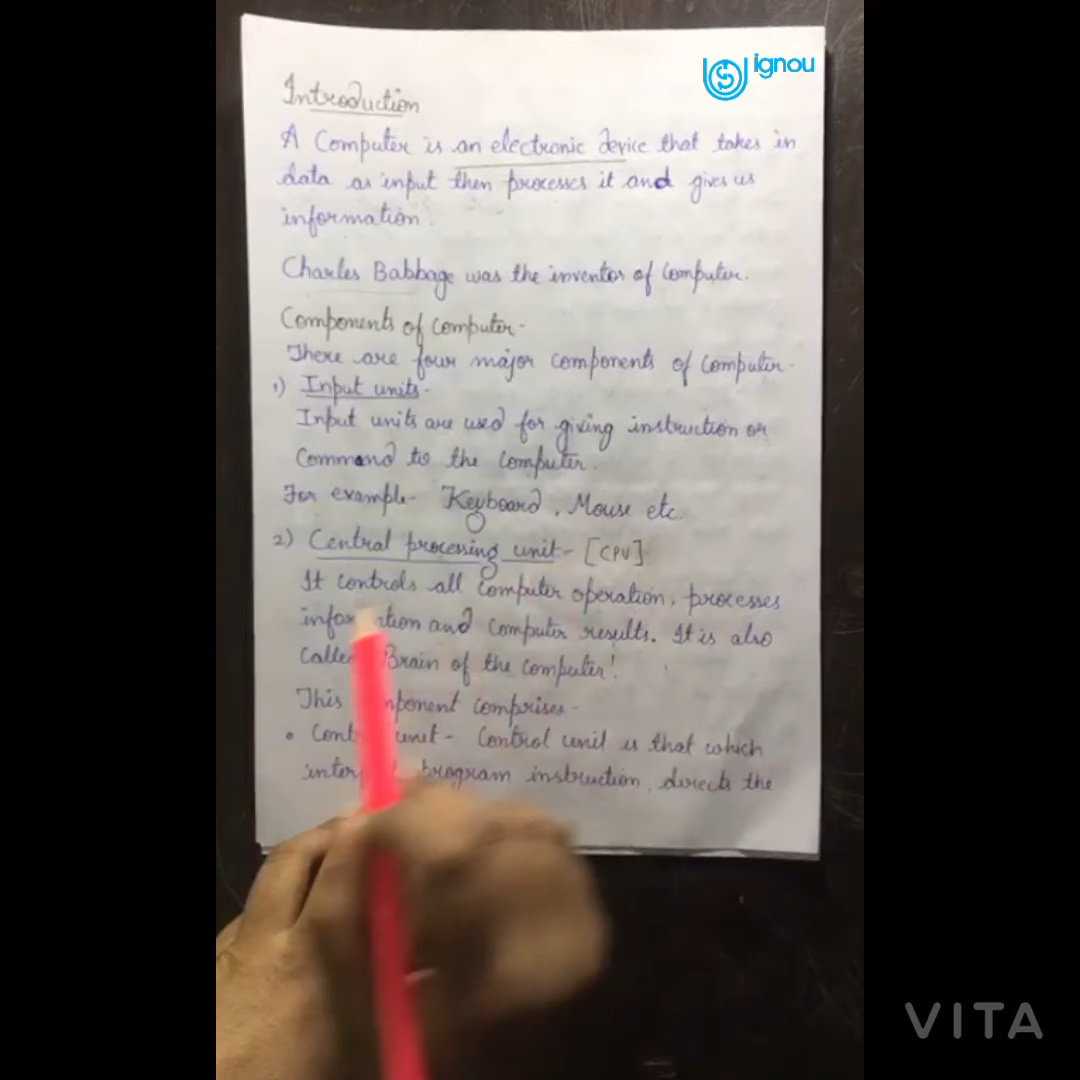 ignou
Introduction
A Computer is an electronic device that takes in
data as input then processes it and gives us
information.
Charles Babbage was the inventor of computer.
Components of computer-
There are four major components of computer-
1) Input units-
Input units are used for giving instruction or
Command to the computer.
For example- Keyboard, Mouse etc.
2) Central processing unit- [CPU]
It controls all computer operation, processes
information and computer results. It is also
Brain of the computer!
This comprises-
• unit- Control unit is that which
program instruction, directs the
VITA